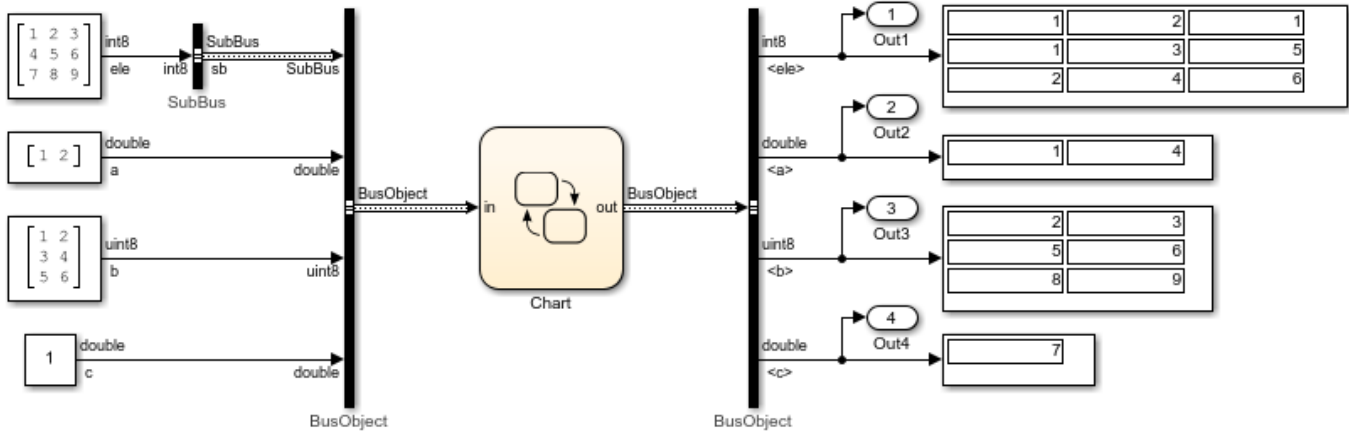 1 2 3
4 5 6
7 8 9
int8
ele
int8
SubBus
SubBus
sb
SubBus
1 2
double
a
double
1 2
3 4
5 6
uint8
b
uint8
1
double
c
double
BusObject
BusObject
in
out
Chart
BusObject
BusObject
int8
<ele>
1
Out1
1 2 1
1 3 5
2 4 6
double
<a>
2
Out2
1 4
uint8
<b>
3
Out3
2 3
5 6
8 9
double
<c>
4
Out4
7